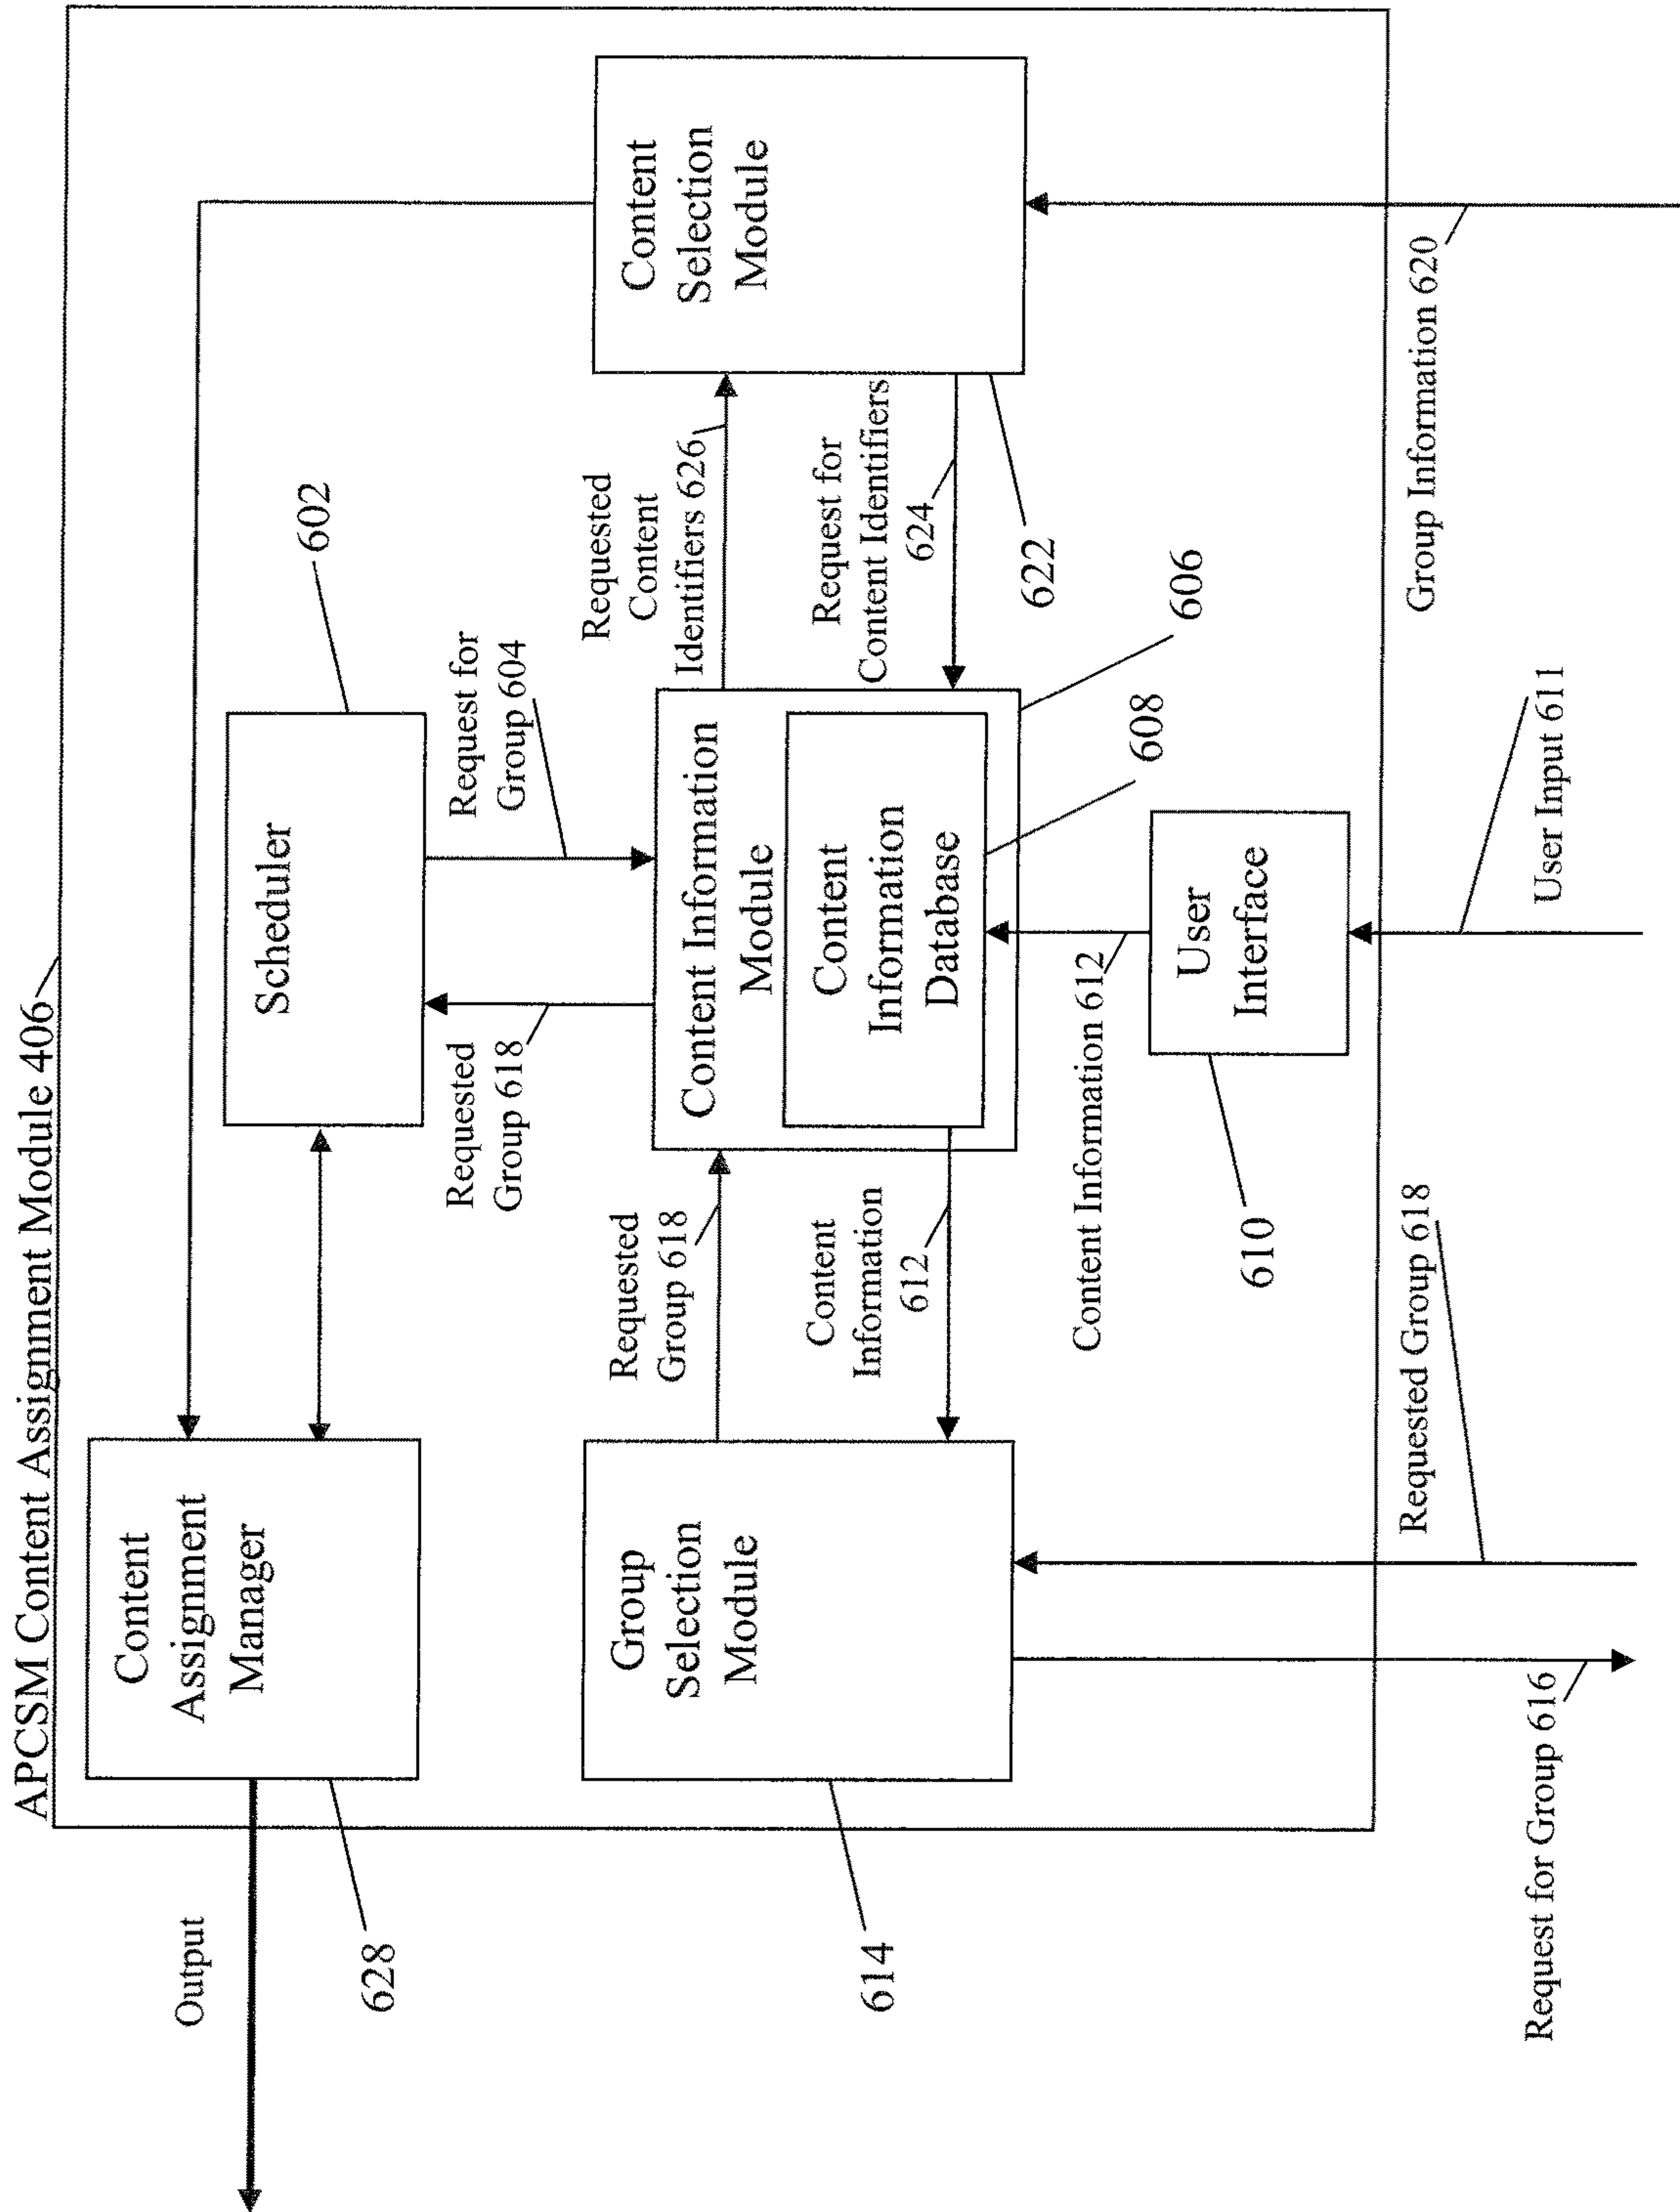 APCSM Content Assignment Module 406
Output
Content
Assignment
Manager
628
Scheduler
602
Requested
Group 618
Request for
Group 604
Group
Selection
Module
614
Requested
Group 618
Content
Information
612
Content Information
Module
Content
Information
Database
606
608
Requested
Content
Identifiers 626
Request for
Content Identifiers
624
Content
Selection
Module
622
Content Information 612
User
Interface
610
Request for Group 616
Requested Group 618
User Input 611
Group Information 620